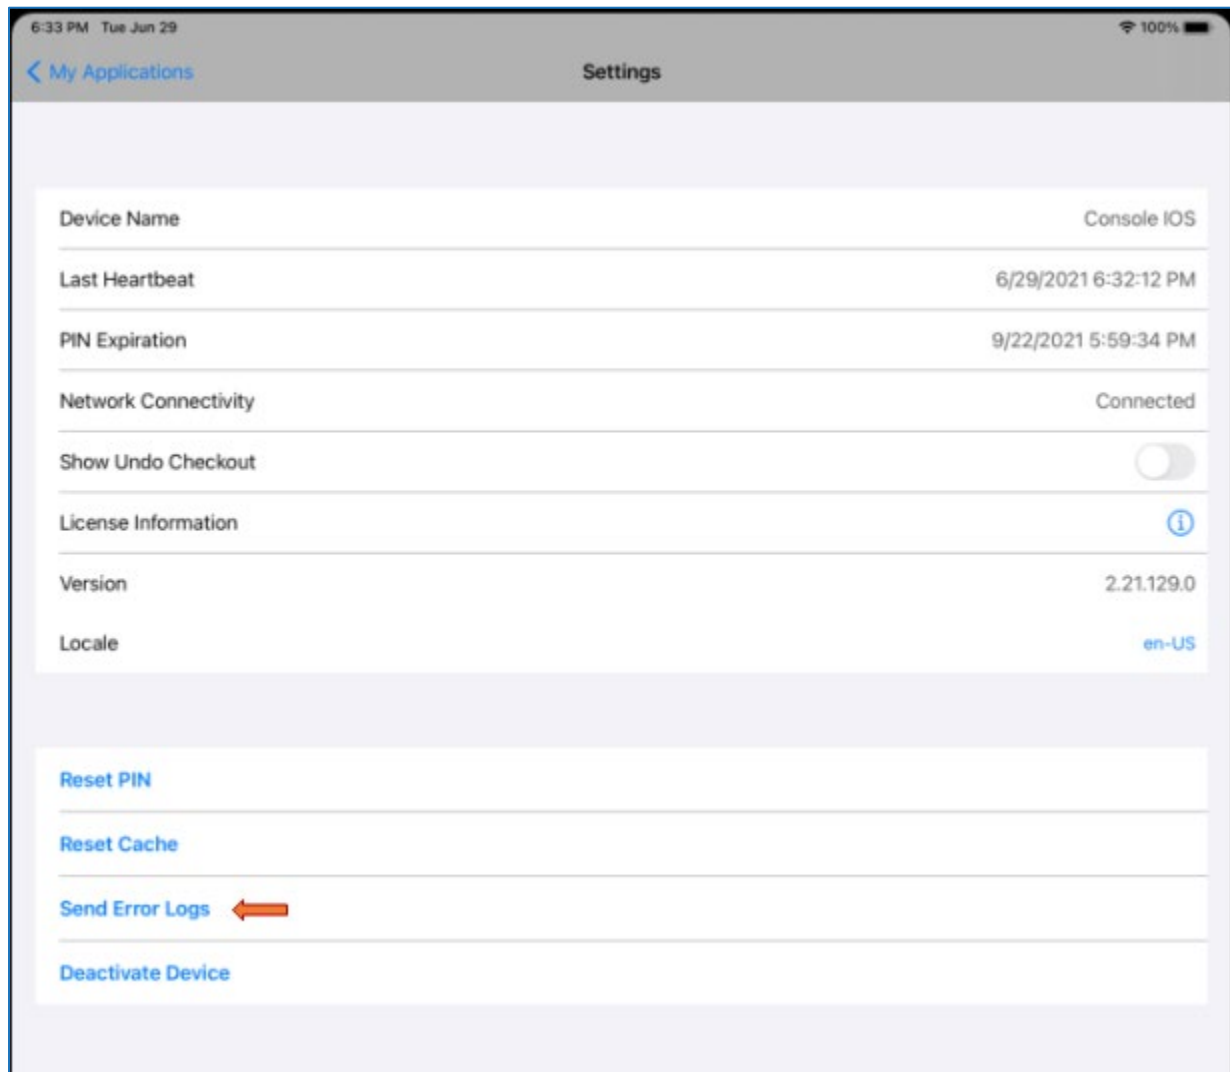 6:33 PM Tue Jun 29 100%
My Applications Settings
Device Name Console IOS
Last Heartbeat 6/29/2021 6:32:12 PM
PIN Expiration 9/22/2021 5:59:34 PM
Network Connectivity Connected
Show Undo Checkout
License Information
Version 2.21.129.0
Locale en-US
Reset PIN
Reset Cache
Send Error Logs
Deactivate Device